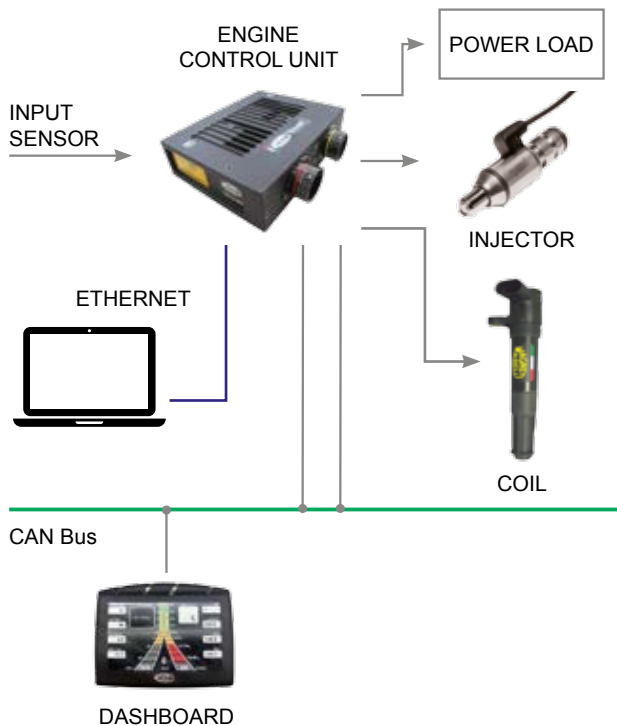 ENGINE
CONTROL UNIT
POWER LOAD
INPUT
SENSOR
INJECTOR
ETHERNET
COIL
CAN Bus
DASHBOARD